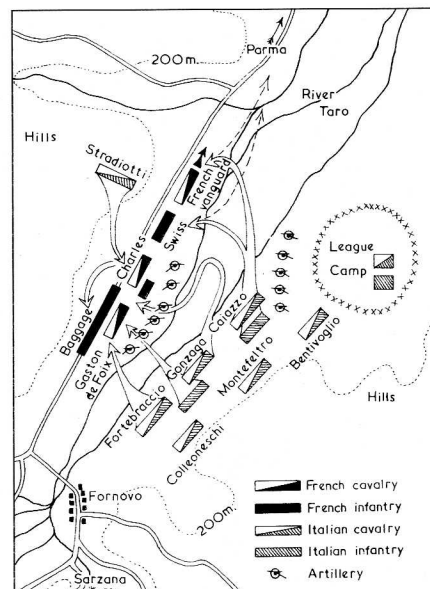 200m.
Parma
River
Taro
Hills
Stradiotti
French
vanguard
Swiss
Charles
League
Camp
Baggage
Gaston
de Foix
Caiazzo
Gonzaga
Bentivoglio
Montefeltro
Fortebraccio
Colleoneschi
Hills
200m.
Fornovo
Sarzana
French cavalry
French infantry
Italian cavalry
Italian infantry
Artillery